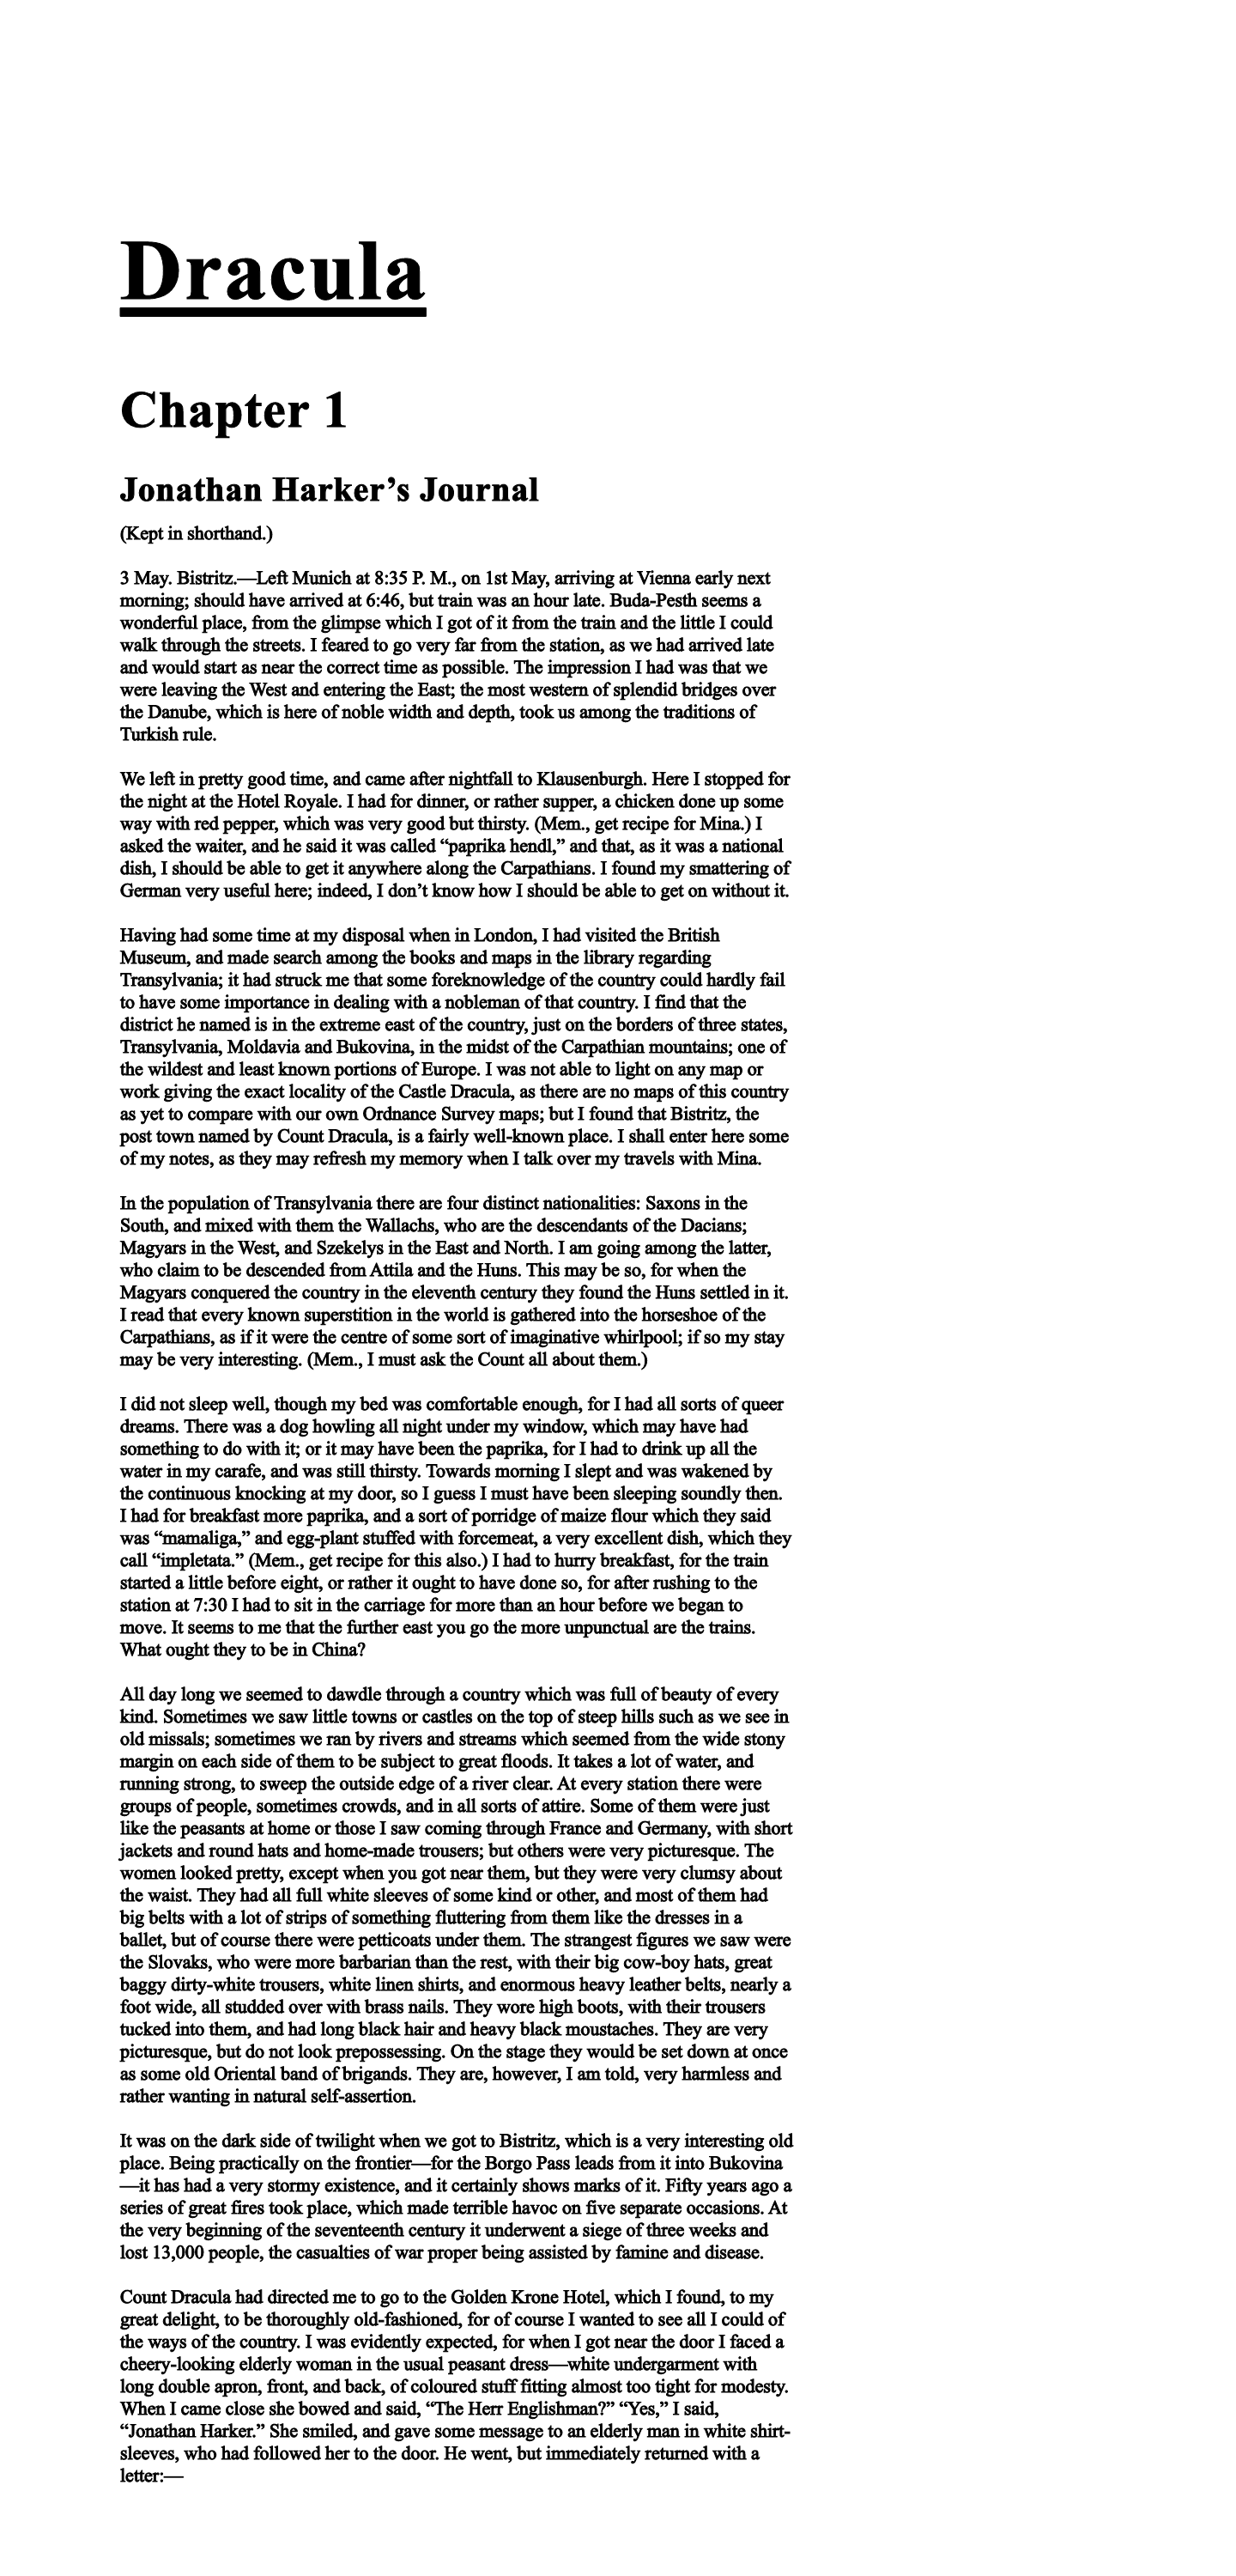 Dracula
Chapter 1
Jonathan Harker’s Journal
(Kept in shorthand.)
3 May. Bistritz.—Left Munich at 8:35 P. M., on 1st May, arriving at Vienna early next
morning; should have arrived at 6:46, but train was an hour late. Buda-Pesth seems a
wonderful place, from the glimpse which I got of it from the train and the little I could
walk through the streets. I feared to go very far from the station, as we had arrived late
and would start as near the correct time as possible. The impression I had was that we
were leaving the West and entering the East; the most western of splendid bridges over
the Danube, which is here of noble width and depth, took us among the traditions of
Turkish rule.
We left in pretty good time, and came after nightfall to Klausenburgh. Here I stopped for
the night at the Hotel Royale. I had for dinner, or rather supper, a chicken done up some
way with red pepper, which was very good but thirsty. (Mem., get recipe for Mina.) I
asked the waiter, and he said it was called “paprika hendl,” and that, as it was a national
dish, I should be able to get it anywhere along the Carpathians. I found my smattering of
German very useful here; indeed, I don’t know how I should be able to get on without it.
Having had some time at my disposal when in London, I had visited the British
Museum, and made search among the books and maps in the library regarding
Transylvania; it had struck me that some foreknowledge of the country could hardly fail
to have some importance in dealing with a nobleman of that country. I find that the
district he named is in the extreme east of the country, just on the borders of three states,
Transylvania, Moldavia and Bukovina, in the midst of the Carpathian mountains; one of
the wildest and least known portions of Europe. I was not able to light on any map or
work giving the exact locality of the Castle Dracula, as there are no maps of this country
as yet to compare with our own Ordnance Survey maps; but I found that Bistritz, the
post town named by Count Dracula, is a fairly well-known place. I shall enter here some
of my notes, as they may refresh my memory when I talk over my travels with Mina.
In the population of Transylvania there are four distinct nationalities: Saxons in the
South, and mixed with them the Wallachs, who are the descendants of the Dacians;
Magyars in the West, and Szekelys in the East and North. I am going among the latter,
who claim to be descended from Attila and the Huns. This may be so, for when the
Magyars conquered the country in the eleventh century they found the Huns settled in it.
I read that every known superstition in the world is gathered into the horseshoe of the
Carpathians, as if it were the centre of some sort of imaginative whirlpool; if so my stay
may be very interesting. (Mem., I must ask the Count all about them.)
I did not sleep well, though my bed was comfortable enough, for I had all sorts of queer
dreams. There was a dog howling all night under my window, which may have had
something to do with it; or it may have been the paprika, for I had to drink up all the
water in my carafe, and was still thirsty. Towards morning I slept and was wakened by
the continuous knocking at my door, so I guess I must have been sleeping soundly then.
I had for breakfast more paprika, and a sort of porridge of maize flour which they said
was “mamaliga,” and egg-plant stuffed with forcemeat, a very excellent dish, which they
call “impletata.” (Mem., get recipe for this also.) I had to hurry breakfast, for the train
started a little before eight, or rather it ought to have done so, for after rushing to the
station at 7:30 I had to sit in the carriage for more than an hour before we began to
move. It seems to me that the further east you go the more unpunctual are the trains.
What ought they to be in China?
All day long we seemed to dawdle through a country which was full of beauty of every
kind. Sometimes we saw little towns or castles on the top of steep hills such as we see in
old missals; sometimes we ran by rivers and streams which seemed from the wide stony
margin on each side of them to be subject to great floods. It takes a lot of water, and
running strong, to sweep the outside edge of a river clear. At every station there were
groups of people, sometimes crowds, and in all sorts of attire. Some of them were just
like the peasants at home or those I saw coming through France and Germany, with short
jackets and round hats and home-made trousers; but others were very picturesque. The
women looked pretty, except when you got near them, but they were very clumsy about
the waist. They had all full white sleeves of some kind or other, and most of them had
big belts with a lot of strips of something fluttering from them like the dresses in a
ballet, but of course there were petticoats under them. The strangest figures we saw were
the Slovaks, who were more barbarian than the rest, with their big cow-boy hats, great
baggy dirty-white trousers, white linen shirts, and enormous heavy leather belts, nearly a
foot wide, all studded over with brass nails. They wore high boots, with their trousers
tucked into them, and had long black hair and heavy black moustaches. They are very
picturesque, but do not look prepossessing. On the stage they would be set down at once
as some old Oriental band of brigands. They are, however, I am told, very harmless and
rather wanting in natural self-assertion.
It was on the dark side of twilight when we got to Bistritz, which is a very interesting old
place. Being practically on the frontier—for the Borgo Pass leads from it into Bukovina
—it has had a very stormy existence, and it certainly shows marks of it. Fifty years ago a
series of great fires took place, which made terrible havoc on five separate occasions. At
the very beginning of the seventeenth century it underwent a siege of three weeks and
lost 13,000 people, the casualties of war proper being assisted by famine and disease.
Count Dracula had directed me to go to the Golden Krone Hotel, which I found, to my
great delight, to be thoroughly old-fashioned, for of course I wanted to see all I could of
the ways of the country. I was evidently expected, for when I got near the door I faced a
cheery-looking elderly woman in the usual peasant dress—white undergarment with
long double apron, front, and back, of coloured stuff fitting almost too tight for modesty.
When I came close she bowed and said, “The Herr Englishman?” “Yes,” I said,
“Jonathan Harker.” She smiled, and gave some message to an elderly man in white shirt-
sleeves, who had followed her to the door. He went, but immediately returned with a
letter:—